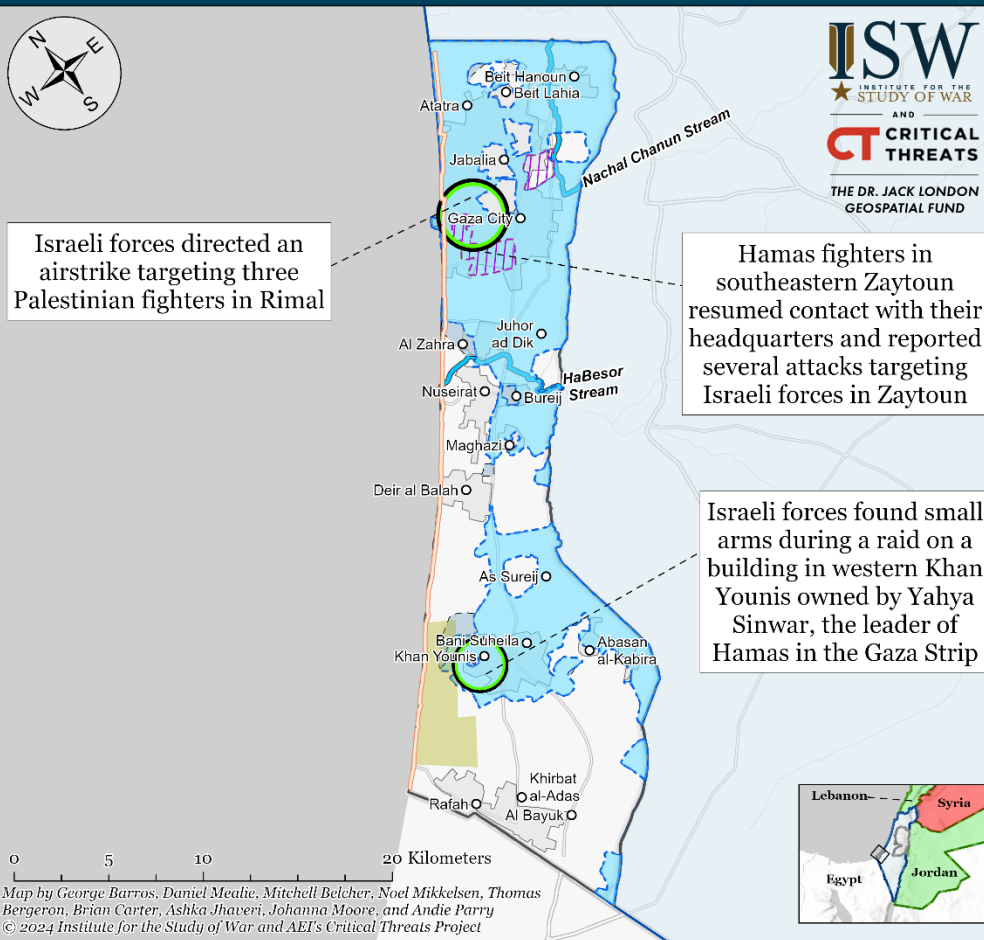 N
E
W
S
ISW
INSTITUTE FOR THE
STUDY OF WAR
AND
CT CRITICAL
THREATS
THE DR. JACK LONDON
GEOSPATIAL FUND
Beit Hanoun
Beit Lahia
Atatra
Nachal Chanun Stream
Jabalia
Gaza City
Israeli forces directed an
airstrike targeting three
Palestinian fighters in Rimal
Hamas fighters in
southeastern Zaytoun
resumed contact with their
headquarters and reported
several attacks targeting
Israeli forces in Zaytoun
Juhor
ad Dik
Al Zahra
HaBesor
Stream
Nuseirat
Bureij
Maghazi
Deir al Balah
Israeli forces found small
arms during a raid on a
building in western Khan
Younis owned by Yahya
Sinwar, the leader of
Hamas in the Gaza Strip
As Sureij
Bani Suheila
Khan Younis
Abasan
al-Kabira
Khirbat
al-Adas
Rafah
Al Bayuk
Lebanon
Syria
Egypt
Jordan
0 5 10 20 Kilometers
Map by George Barros, Daniel Mealie, Mitchell Belcher, Noel Mikkelsen, Thomas
Bergeron, Brian Carter, Ashka Jhaveri, Johanna Moore, and Andie Parry
© 2024 Institute for the Study of War and AEI's Critical Threats Project